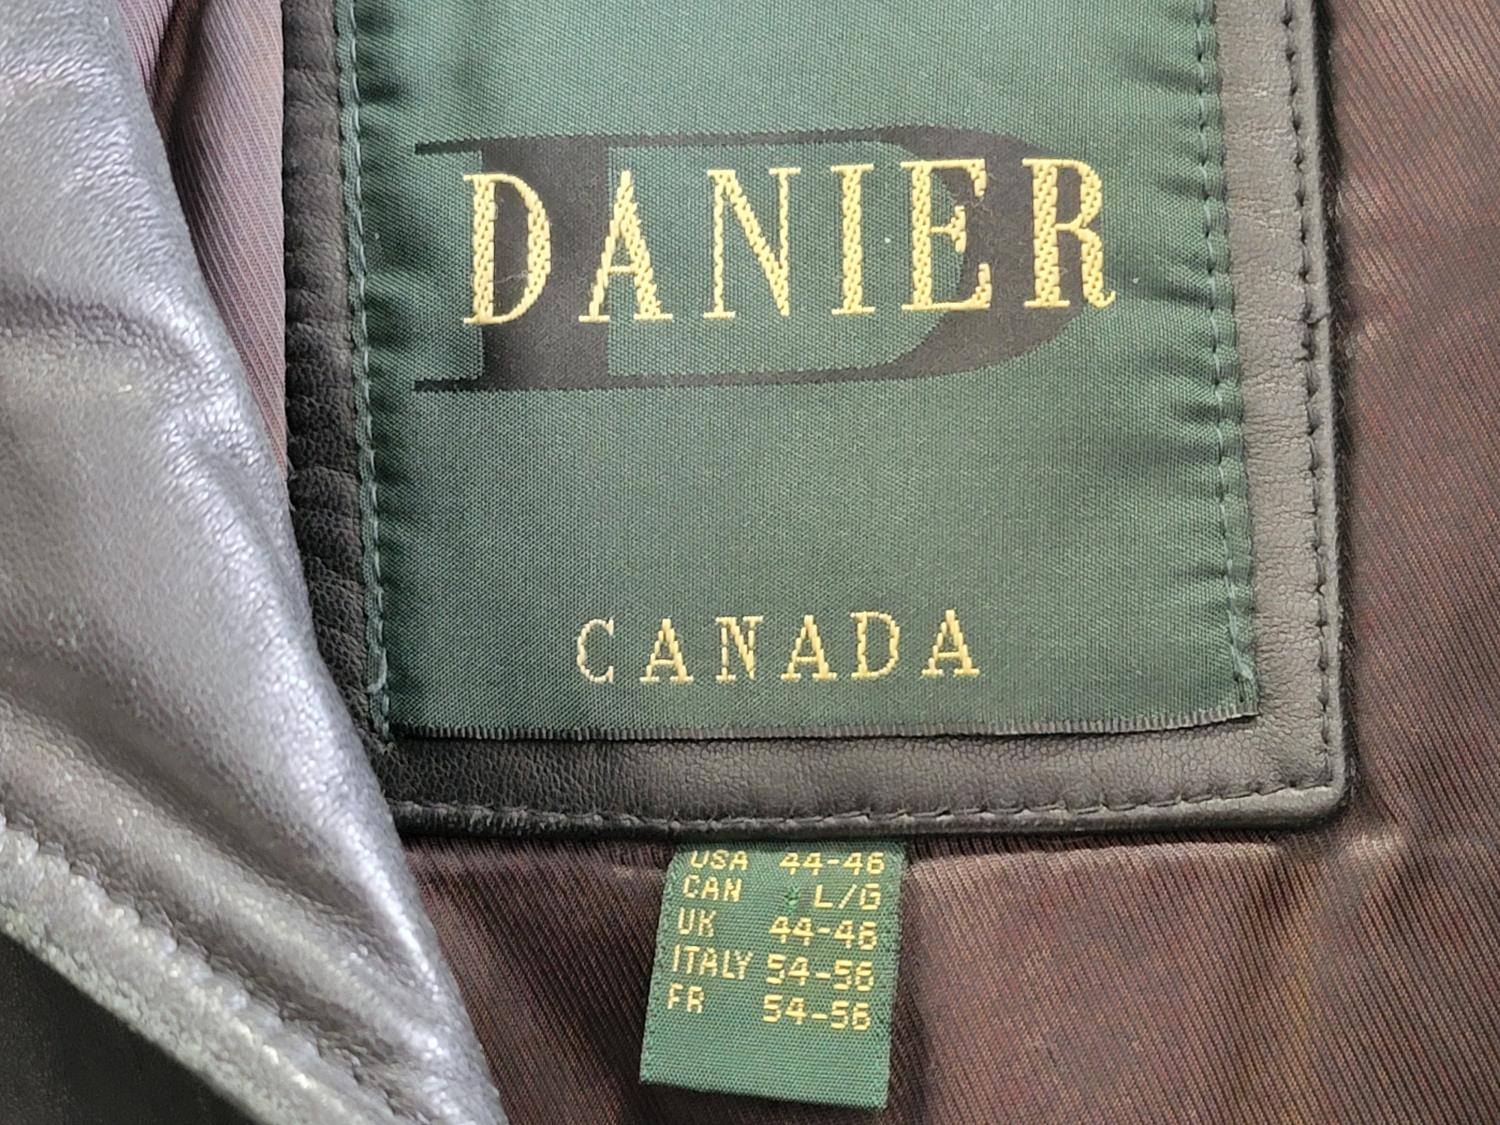 DANIER
CANADA
USA 44-46
CAN L/G
UK 44-46
ITALY 54-56
FR 54-56